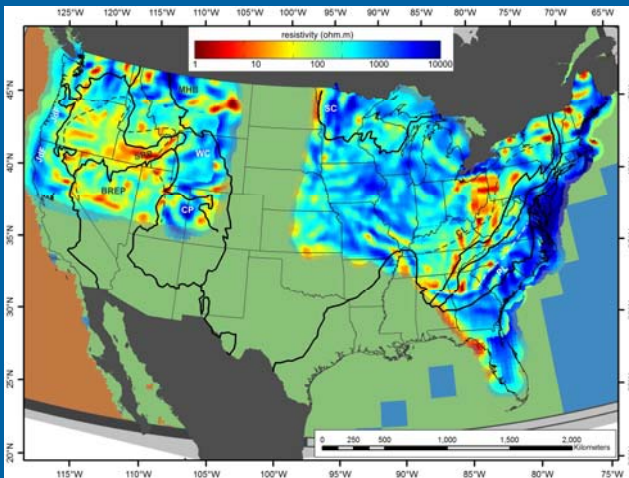 125°W 120°W 115°W 110°W 105°W 100°W 95°W 90°W 85°W 80°W 75°W 70°W 65°W
resistivity (ohm.m)
1 10 100 1000 10000
45°N
40°N
35°N
30°N
25°N
20°N
MHB
SC
WC
BREP
CP
0 250 500 1,000 1,500 2,000
Kilometers
115°W 110°W 105°W 100°W 95°W 90°W 85°W 80°W 75°W